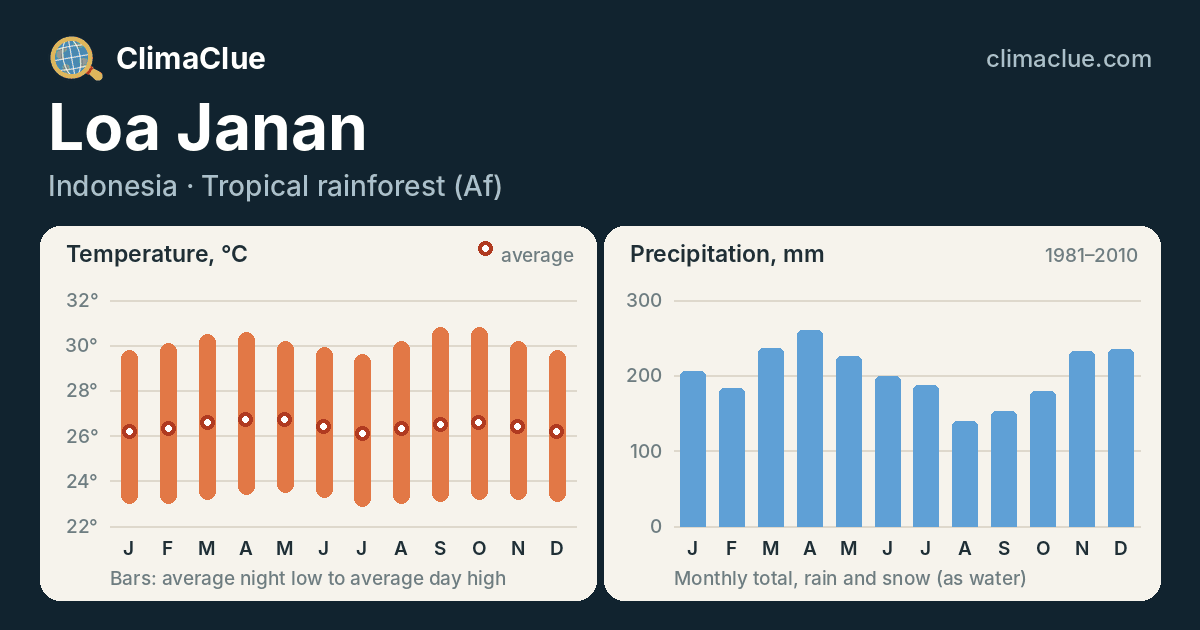 ClimaClue
climaclue.com
Loa Janan
Indonesia · Tropical rainforest (Af)
Temperature, °C
average
32°
30°
28°
26°
24°
22°
J F M A M J J A S O N D
Bars: average night low to average day high
Precipitation, mm
1981–2010
300
200
100
0
J F M A M J J A S O N D
Monthly total, rain and snow (as water)